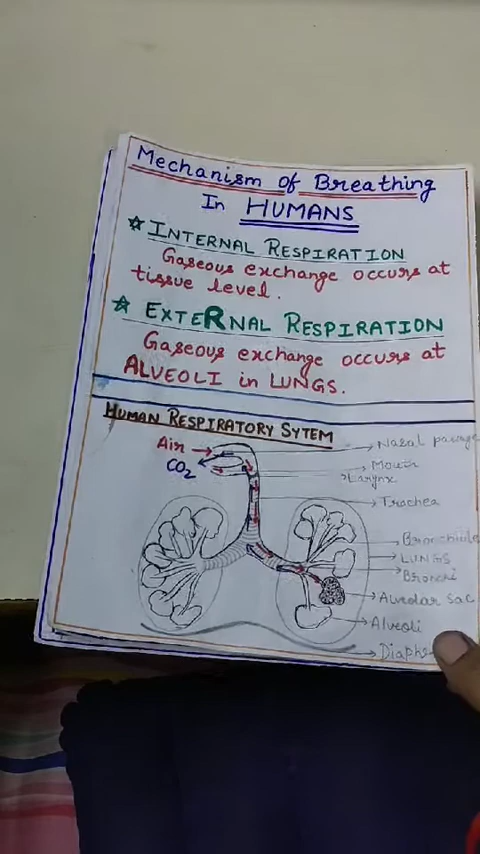 Mechanism of Breathing
In HUMANS
☆ INTERNAL RESPIRATION
Gaseous exchange occurs at
tissue level.
☆ EXTERNAL RESPIRATION
Gaseous exchange occurs at
ALVEOLI in LUNGS.
HUMAN RESPIRATORY SYTEM
Air
CO2
Nasal
Mouth
Larynx
Trachea
Bronchiole
LUNGS
Bronchi
Alveolar Sac
Alveoli